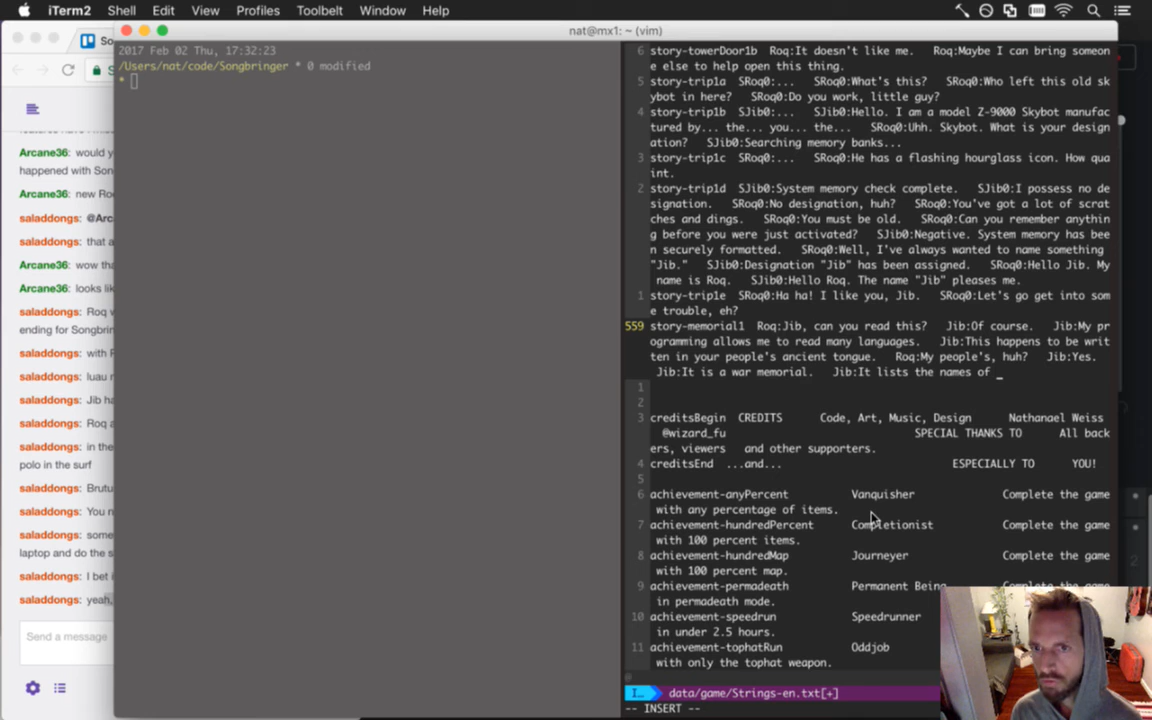 iTerm2 Shell Edit View Profiles Toolbelt Window Help
nat@mx1: ~ (vim)
So
Arcane36: would y
happened with Son
Arcane36: new Ro
saladdongs: @Arc
saladdongs: that a
Arcane36: wow tha
Arcane36: looks lik
saladdongs: Roq w
ending for Songbrin
saladdongs: with F
saladdongs: luau r
saladdongs: Jib ha
saladdongs: Roq a
saladdongs: in the
polo in the surf
saladdongs: Brutu
saladdongs: You n
saladdongs: some
laptop and do the s
saladdongs: I bet i
saladdongs: yeah,
Send a message
2017 Feb 02 Thu, 17:32:23
/Users/nat/code/Songbringer * 0 modified
*
6 story-towerDoor1b Roq:It doesn't like me. Roq:Maybe I can bring someon
e else to help open this thing.
5 story-trip1a SRoq0:... SRoq0:What's this? SRoq0:Who left this old sk
ybot in here? SRoq0:Do you work, little guy?
4 story-trip1b SJib0:... SJib0:Hello. I am a model Z-9000 Skybot manufac
tured by... the... you... the... SRoq0:Uhh. Skybot. What is your design
ation? SJib0:Searching memory banks...
3 story-trip1c SRoq0:... SRoq0:He has a flashing hourglass icon. How qua
int.
2 story-trip1d SJib0:System memory check complete. SJib0:I possess no de
signation. SRoq0:No designation, huh? SRoq0:You've got a lot of scrat
ches and dings. SRoq0:You must be old. SRoq0:Can you remember anythin
g before you were just activated? SJib0:Negative. System memory has bee
n securely formatted. SRoq0:Well, I've always wanted to name something
"Jib." SJib0:Designation "Jib" has been assigned. SRoq0:Hello Jib. My
name is Roq. SJib0:Hello Roq. The name "Jib" pleases me.
1 story-trip1e SRoq0:Ha ha! I like you, Jib. SRoq0:Let's go get into som
e trouble, eh?
559 story-memorial1 Roq:Jib, can you read this? Jib:Of course. Jib:My pr
ogramming allows me to read many languages. Jib:This happens to be writ
ten in your people's ancient tongue. Roq:My people's, huh? Jib:Yes.
Jib:It is a war memorial. Jib:It lists the names of _
1
2
3 creditsBegin CREDITS Code, Art, Music, Design Nathanael Weiss
@wizard_fu SPECIAL THANKS TO All back
ers, viewers and other supporters.
4 creditsEnd ...and... ESPECIALLY TO YOU!
5
6 achievement-anyPercent Vanquisher Complete the game
with any percentage of items.
7 achievement-hundredPercent Completionist Complete the game
with 100 percent items.
8 achievement-hundredMap Journeyer Complete the game
with 100 percent map.
9 achievement-permadeath Permanent Being Complete the game
in permadeath mode.
10 achievement-speedrun Speedrunner
in under 2.5 hours.
11 achievement-tophatRun Oddjob
with only the tophat weapon.
@
I... data/game/Strings-en.txt[+]
-- INSERT --